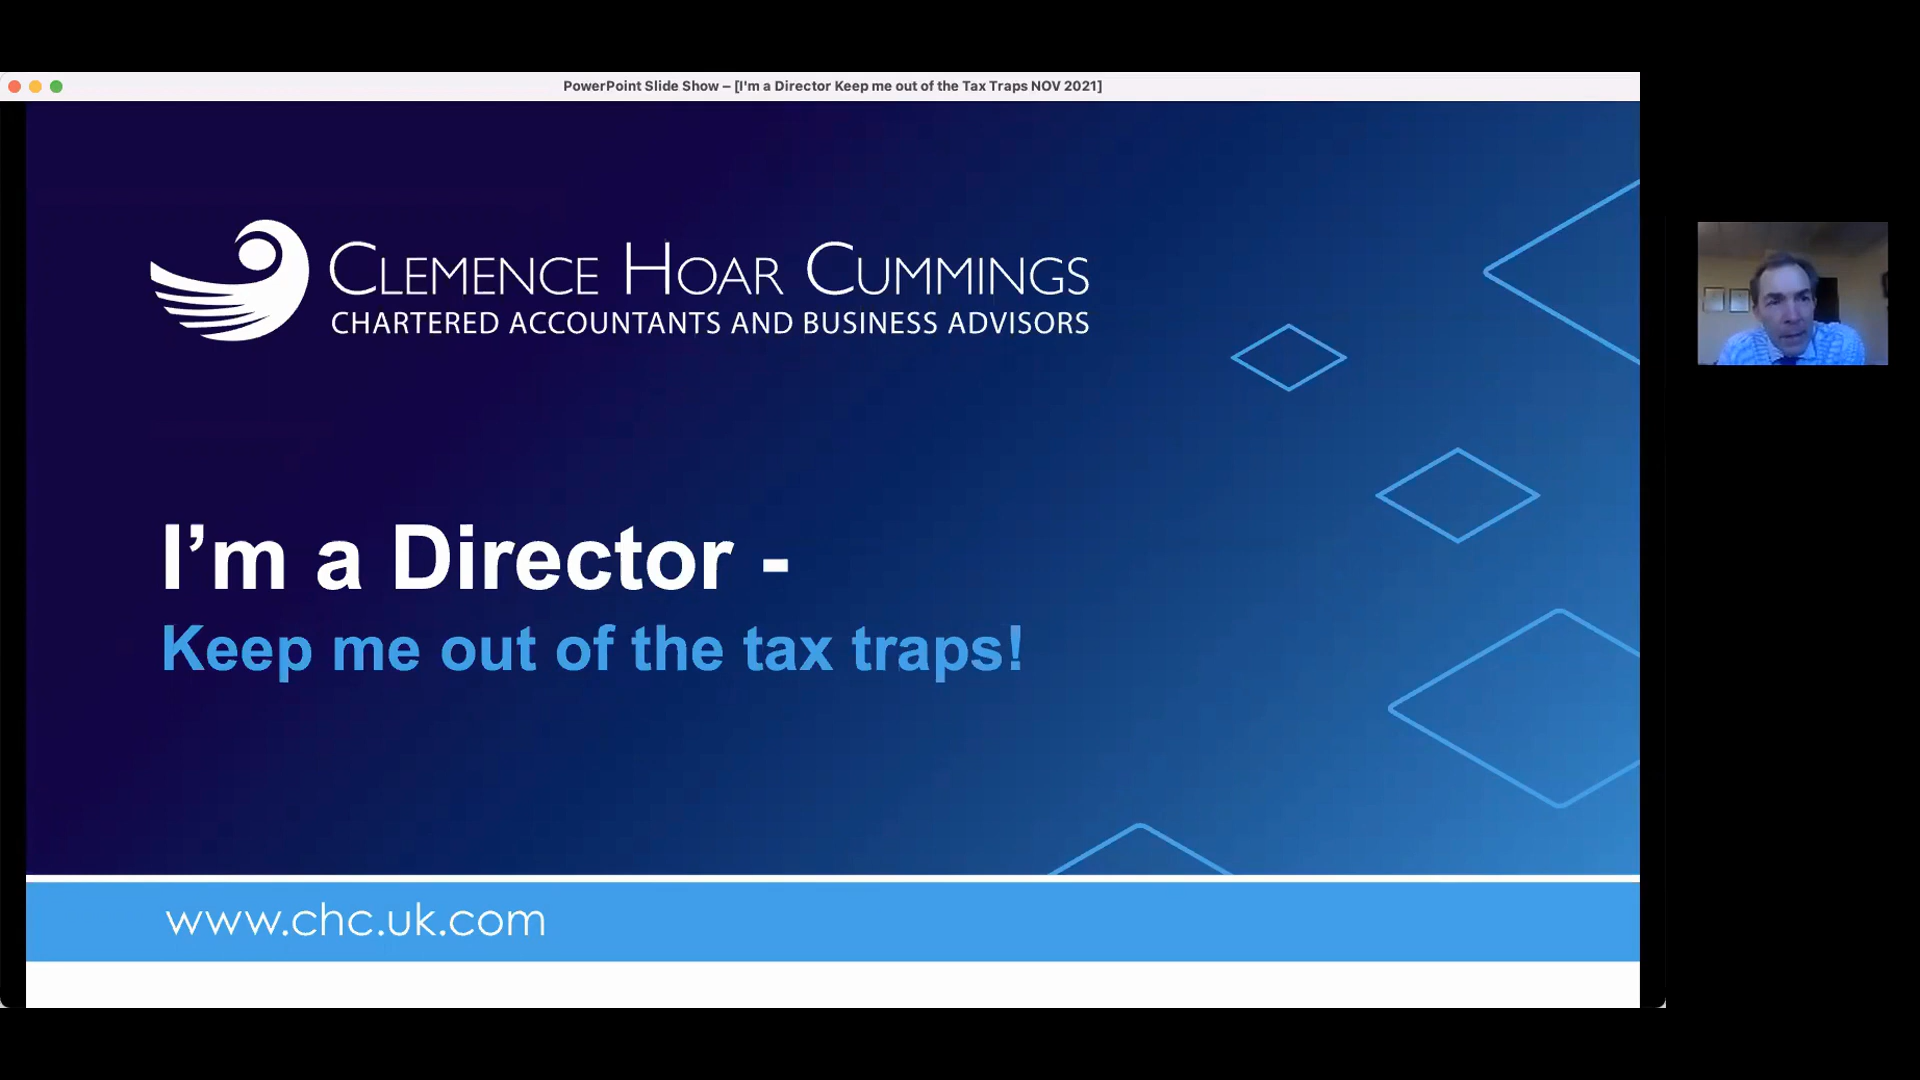 PowerPoint Slide Show – [I'm a Director Keep me out of the Tax Traps NOV 2021]
CLEMENCE HOAR CUMMINGS
CHARTERED ACCOUNTANTS AND BUSINESS ADVISORS
I’m a Director -
Keep me out of the tax traps!
www.chc.uk.com